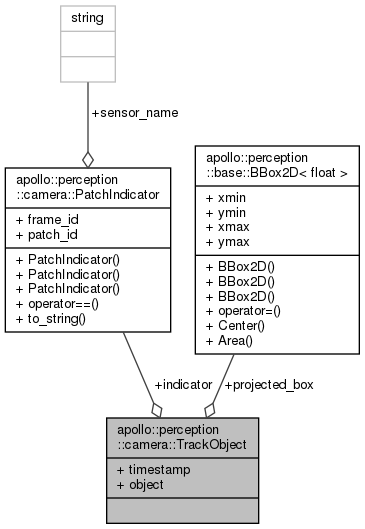 string
+sensor_name
apollo::perception
::camera::PatchIndicator
+ frame_id
+ patch_id
+ PatchIndicator()
+ PatchIndicator()
+ PatchIndicator()
+ operator==()
+ to_string()
apollo::perception
::base::BBox2D< float >
+ xmin
+ ymin
+ xmax
+ ymax
+ BBox2D()
+ BBox2D()
+ BBox2D()
+ operator=()
+ Center()
+ Area()
+indicator
+projected_box
apollo::perception
::camera::TrackObject
+ timestamp
+ object